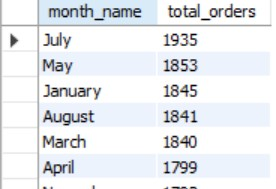 month_name total_orders
July 1935
May 1853
January 1845
August 1841
March 1840
April 1799